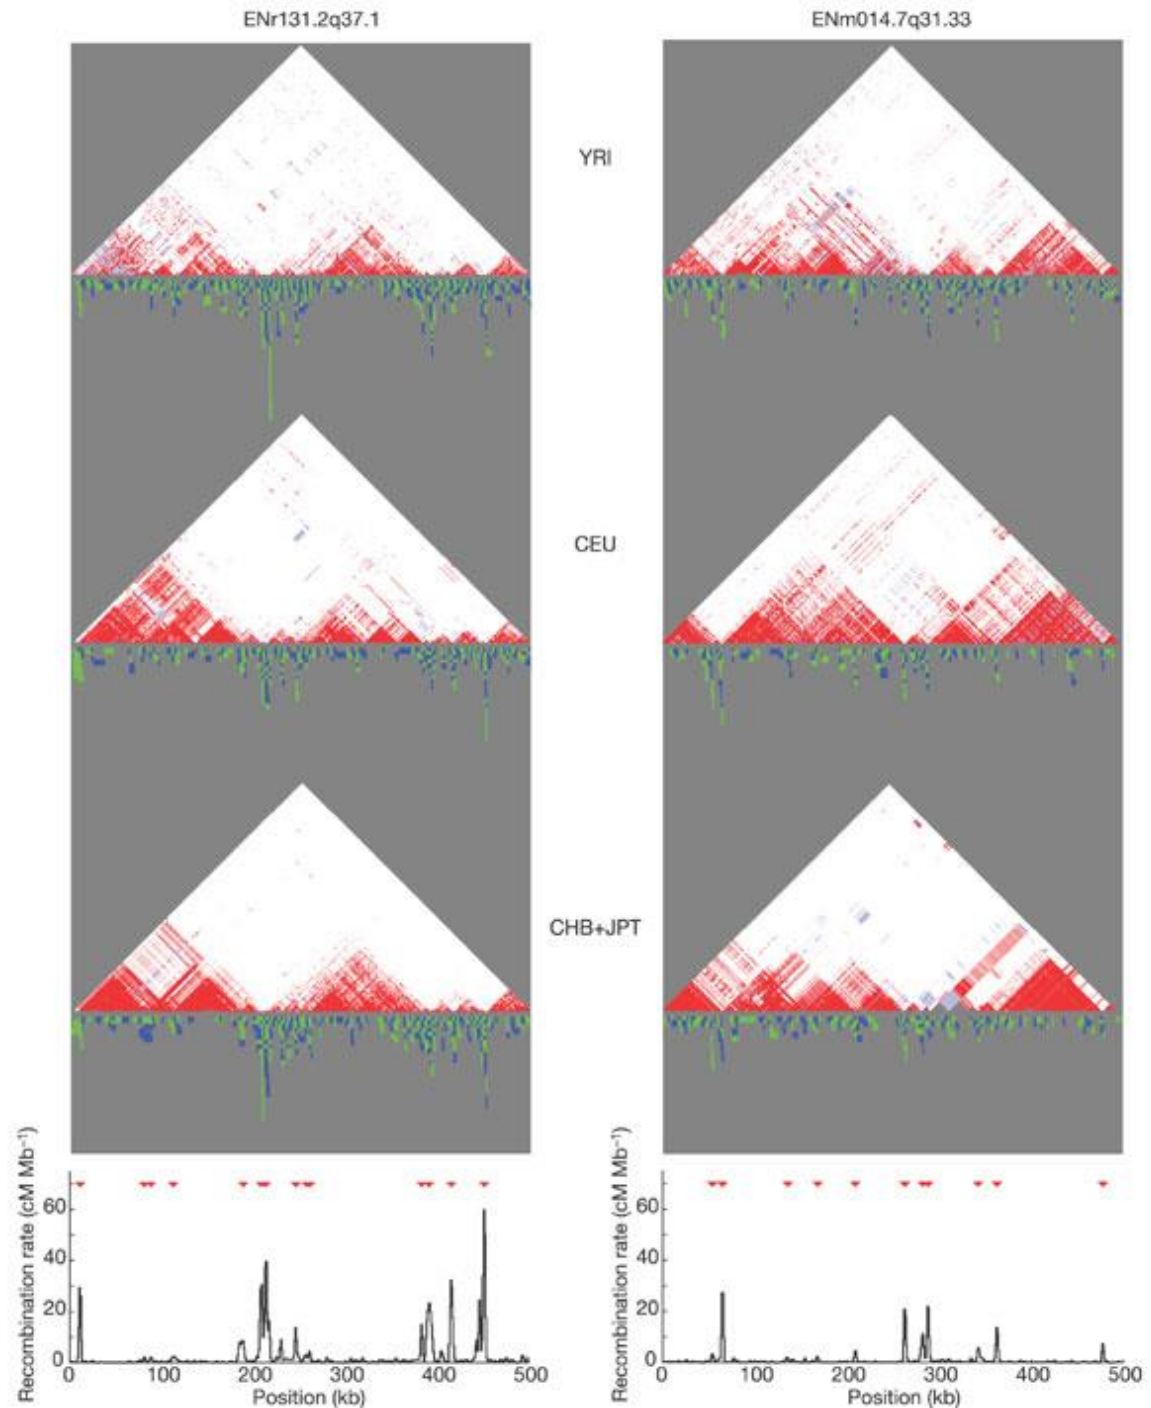 ENr131.2q37.1
ENm014.7q31.33
YRI
CEU
CHB+JPT
Recombination rate (cM Mb⁻¹)
60
40
20
0
0
100
200
300
400
500
Position (kb)
Recombination rate (cM Mb⁻¹)
60
40
20
0
0
100
200
300
400
500
Position (kb)